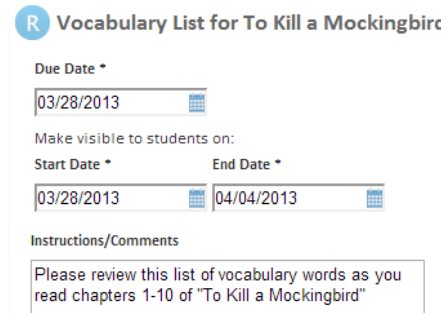 R Vocabulary List for To Kill a Mockingbird
Due Date *
03/28/2013
Make visible to students on:
Start Date * End Date *
03/28/2013 04/04/2013
Instructions/Comments
Please review this list of vocabulary words as you
read chapters 1-10 of "To Kill a Mockingbird"